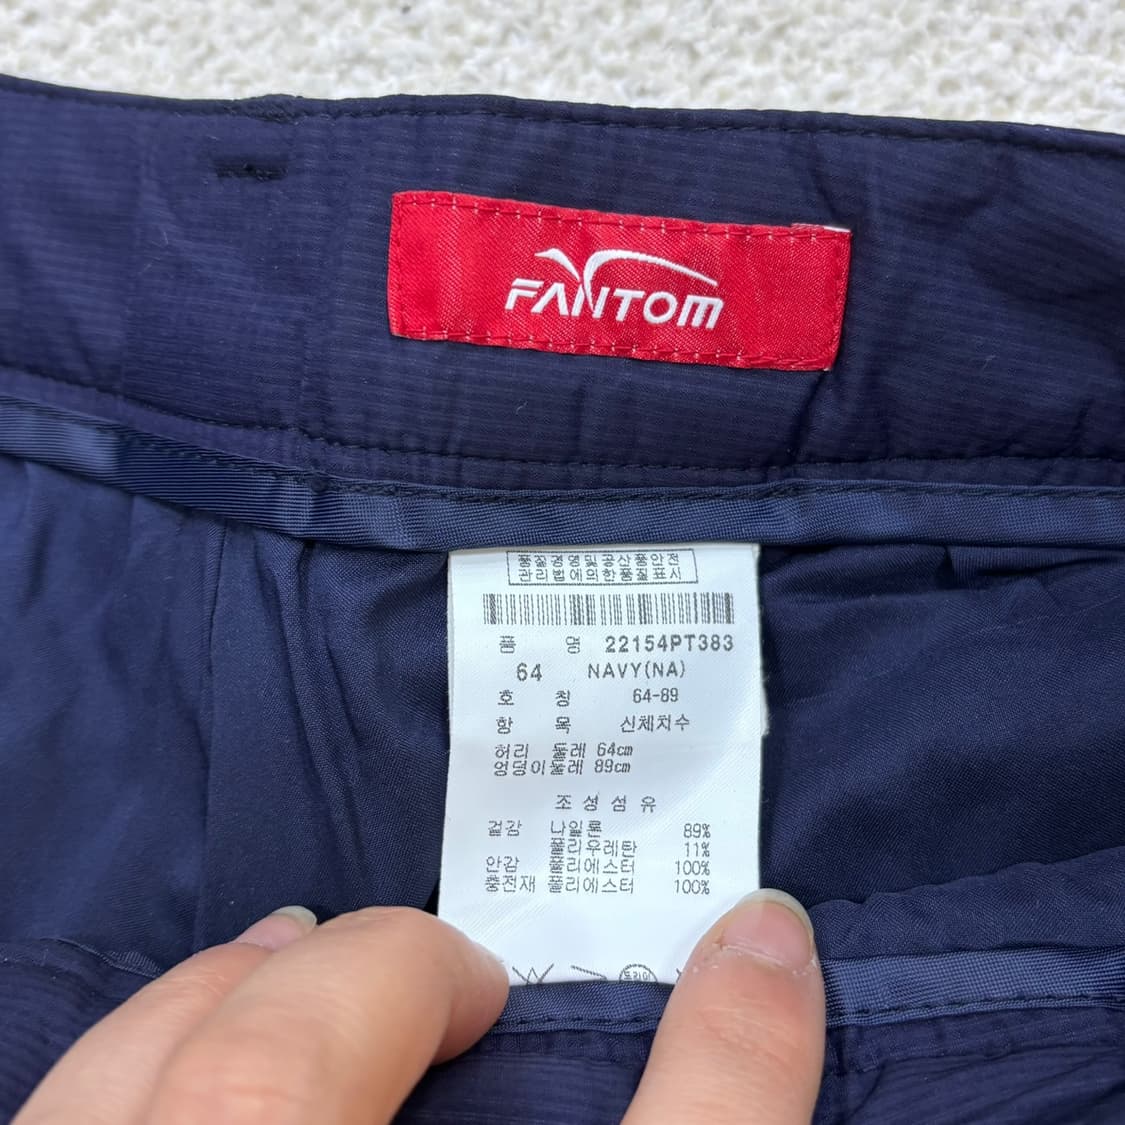 FANTOM
품질경영및공산품안전
관리법에의한품질표시
품 명 22154PT383
64 NAVY(NA)
호 칭 64-89
항 목 신체치수
허리 둘레 64cm
엉덩이둘레 89cm
조성섬유
겉감 나일론 89%
폴리우레탄 11%
안감 폴리에스터 100%
충전재 폴리에스터 100%
드라이